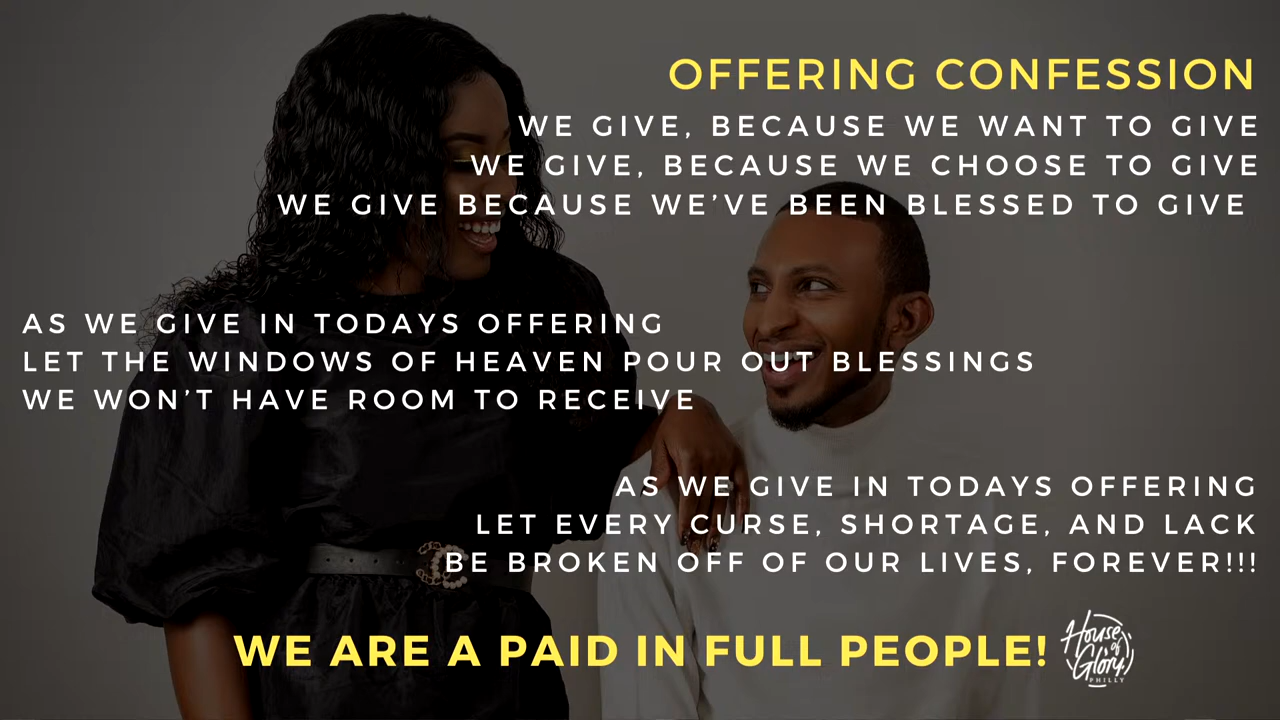 OFFERING CONFESSION
WE GIVE, BECAUSE WE WANT TO GIVE
WE GIVE, BECAUSE WE CHOOSE TO GIVE
WE GIVE BECAUSE WE’VE BEEN BLESSED TO GIVE
AS WE GIVE IN TODAYS OFFERING
LET THE WINDOWS OF HEAVEN POUR OUT BLESSINGS
WE WON’T HAVE ROOM TO RECEIVE
AS WE GIVE IN TODAYS OFFERING
LET EVERY CURSE, SHORTAGE, AND LACK
BE BROKEN OFF OF OUR LIVES, FOREVER!!!
WE ARE A PAID IN FULL PEOPLE!
House
of
Glory
PHILLY